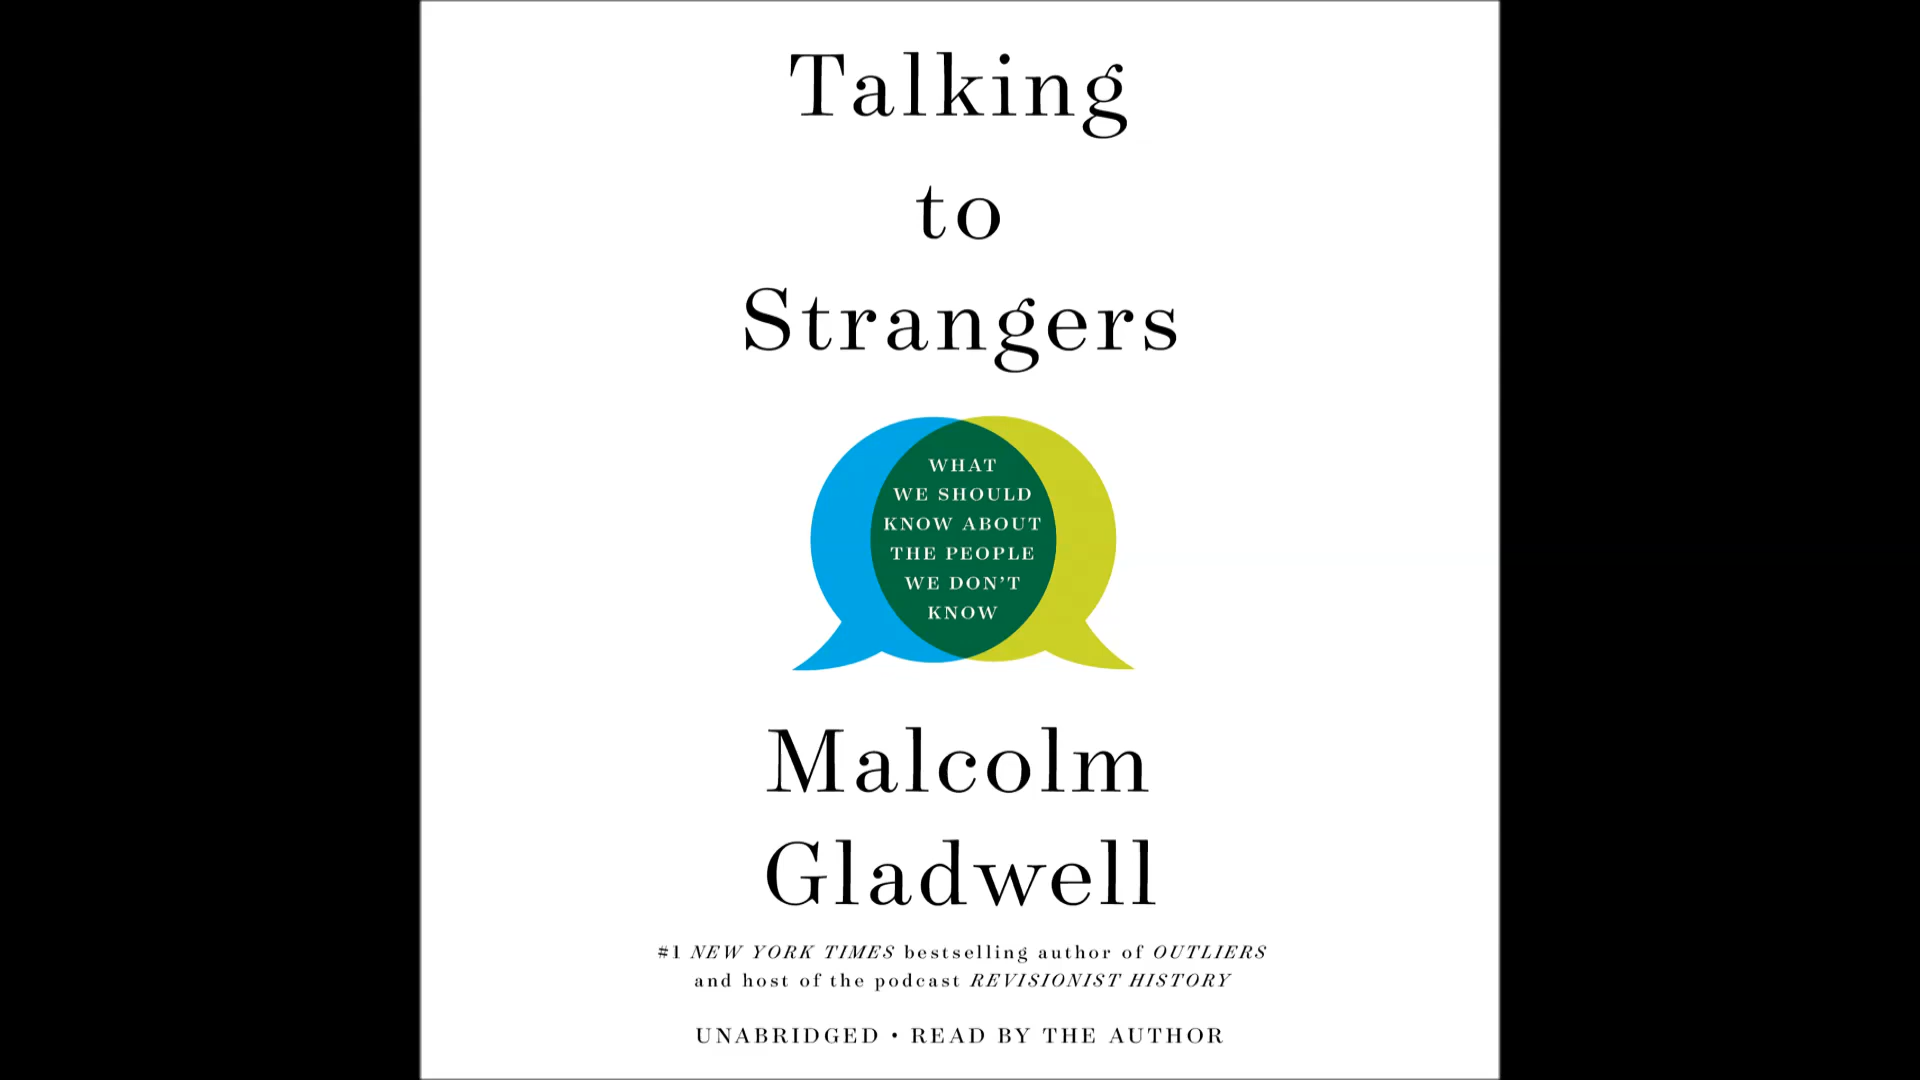 Talking
to
Strangers
WHAT
WE SHOULD
KNOW ABOUT
THE PEOPLE
WE DON'T
KNOW
Malcolm
Gladwell
#1 NEW YORK TIMES bestselling author of OUTLIERS
and host of the podcast REVISIONIST HISTORY
UNABRIDGED • READ BY THE AUTHOR